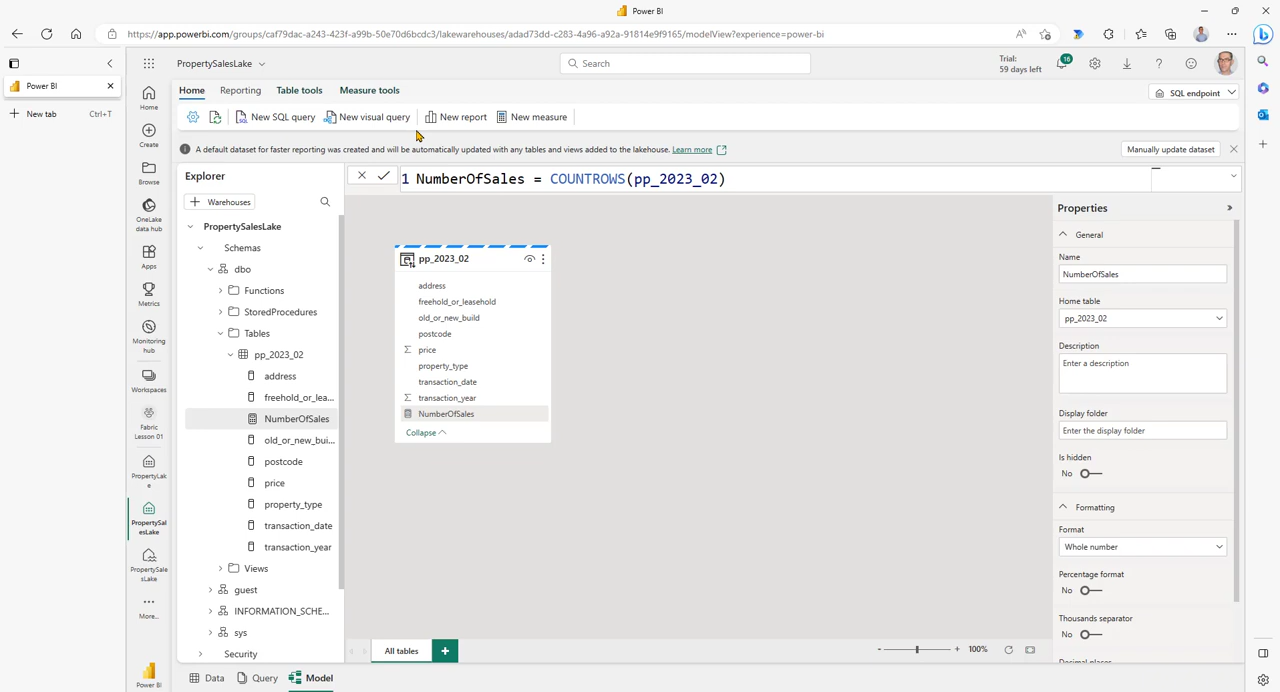 Power BI
https://app.powerbi.com/groups/caf79dac-a241-423f-a99b-50e70d6bcdc3/lakewarehouses/adad73dd-c283-4a96-a92a-91814e9f9165/modelView?experience=power-bi
Power BI
New tab Ctrl+T
PropertySalesLake
Search
Trial:
59 days left
16
Home Reporting Table tools Measure tools
SQL endpoint
New SQL query New visual query New report New measure
A default dataset for faster reporting was created and will be automatically updated with any tables and views added to the lakehouse. Learn more
Manually update dataset
Home
Create
Browse
OneLake
data hub
Apps
Metrics
Monitoring
hub
Workspaces
Fabric
Lesson 01
PropertyLak
e
PropertySal
esLake
PropertySale
sLake
More...
Power BI
Explorer
Warehouses
PropertySalesLake
Schemas
dbo
Functions
StoredProcedures
Tables
pp_2023_02
address
freehold_or_lea...
NumberOfSales
old_or_new_bui...
postcode
price
property_type
transaction_date
transaction_year
Views
guest
INFORMATION_SCHE...
sys
Security
1 NumberOfSales = COUNTROWS(pp_2023_02)
pp_2023_02
address
freehold_or_leasehold
old_or_new_build
postcode
price
property_type
transaction_date
transaction_year
NumberOfSales
Collapse
Properties
General
Name
NumberOfSales
Home table
pp_2023_02
Description
Enter a description
Display folder
Enter the display folder
Is hidden
No
Formatting
Format
Whole number
Percentage format
No
Thousands separator
No
All tables
100%
Data Query Model